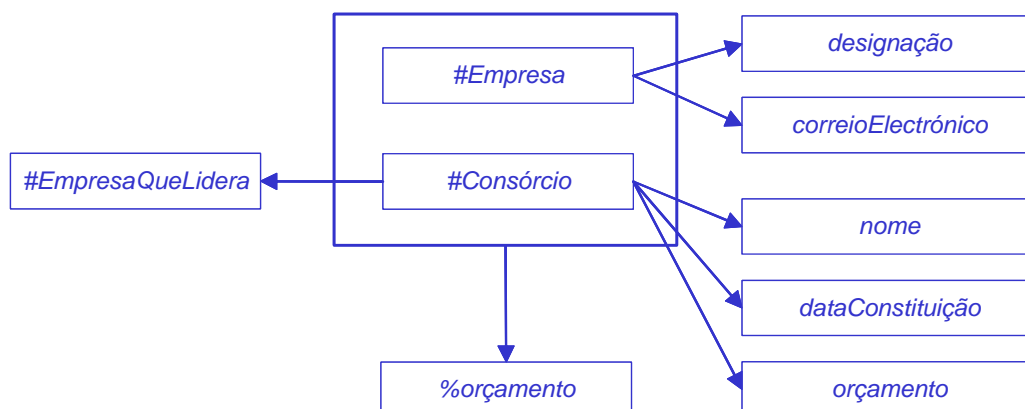 designação
#Empresa
correioElectrónico
#EmpresaQueLidera
#Consórcio
nome
dataConstituição
%orçamento
orçamento